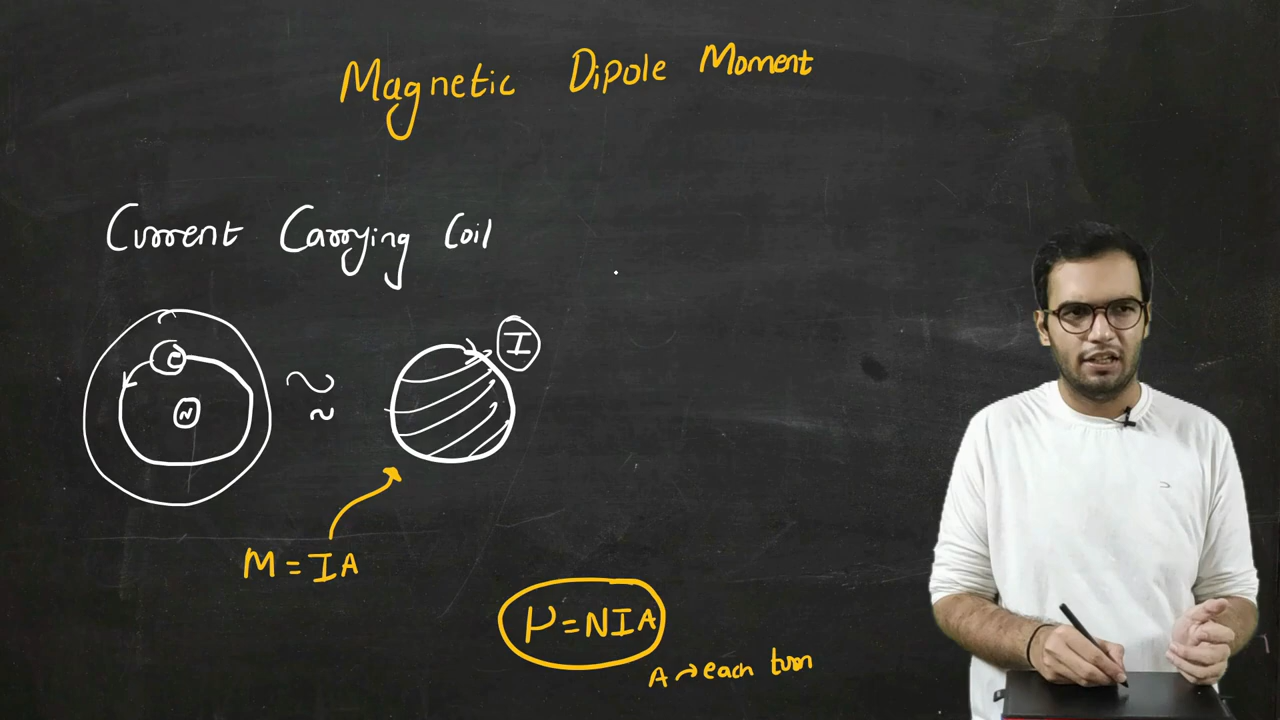 Magnetic Dipole Moment
Current Carrying Coil
e
N
I
M = IA
μ = NIA
A → each turn